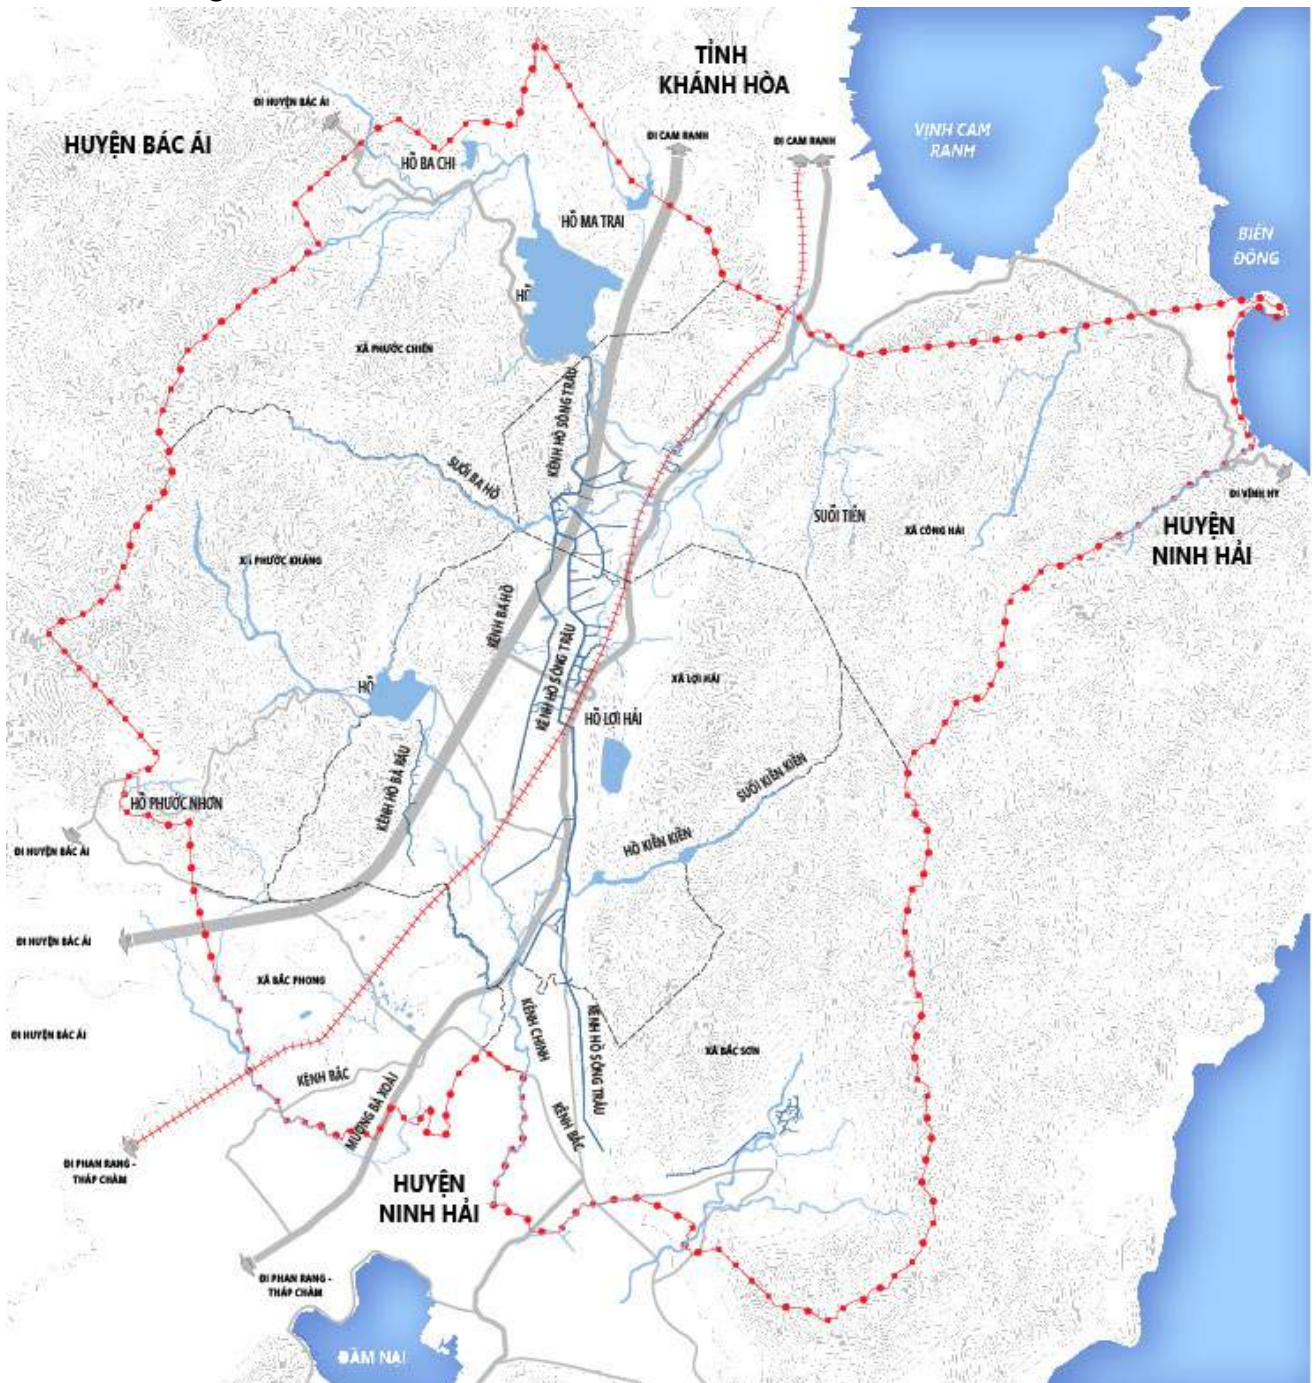 TỈNH
KHÁNH HÒA
ĐI HUYỆN BÁC ÁI
HUYỆN BÁC ÁI
ĐI CAM RANH
ĐI CAM RANH
VỊNH CAM
RANH
HỒ BA CHI
HỒ MA TRAI
BIỂN
ĐÔNG
HỒ
XÃ PHƯỚC CHIẾN
KÊNH HỒ SÔNG TRÂU
SUỐI BA HỒ
ĐI VĨNH HY
SUỐI TIÊN
XÃ CÔNG HẢI
HUYỆN
NINH HẢI
XÃ PHƯỚC KHÁNG
KÊNH BA HỒ
KÊNH HỒ SÔNG TRÂU
XÃ LỢI HẢI
HỒ
HỒ LỢI HẢI
KÊNH HỒ BÀ RÂU
SUỐI KIỀN KIỀN
HỒ PHƯỚC NHƠN
HỒ KIỀN KIỀN
ĐI HUYỆN BÁC ÁI
ĐI HUYỆN BÁC ÁI
XÃ BẮC PHONG
KÊNH CHINH
KÊNH HỒ SÔNG TRÂU
ĐI HUYỆN BÁC ÁI
XÃ BẮC SƠN
KÊNH BẮC
MƯƠNG BÀ XOÀI
KÊNH BẮC
ĐI PHAN RANG -
THÁP CHÀM
HUYỆN
NINH HẢI
ĐI PHAN RANG -
THÁP CHÀM
ĐẦM NẠI